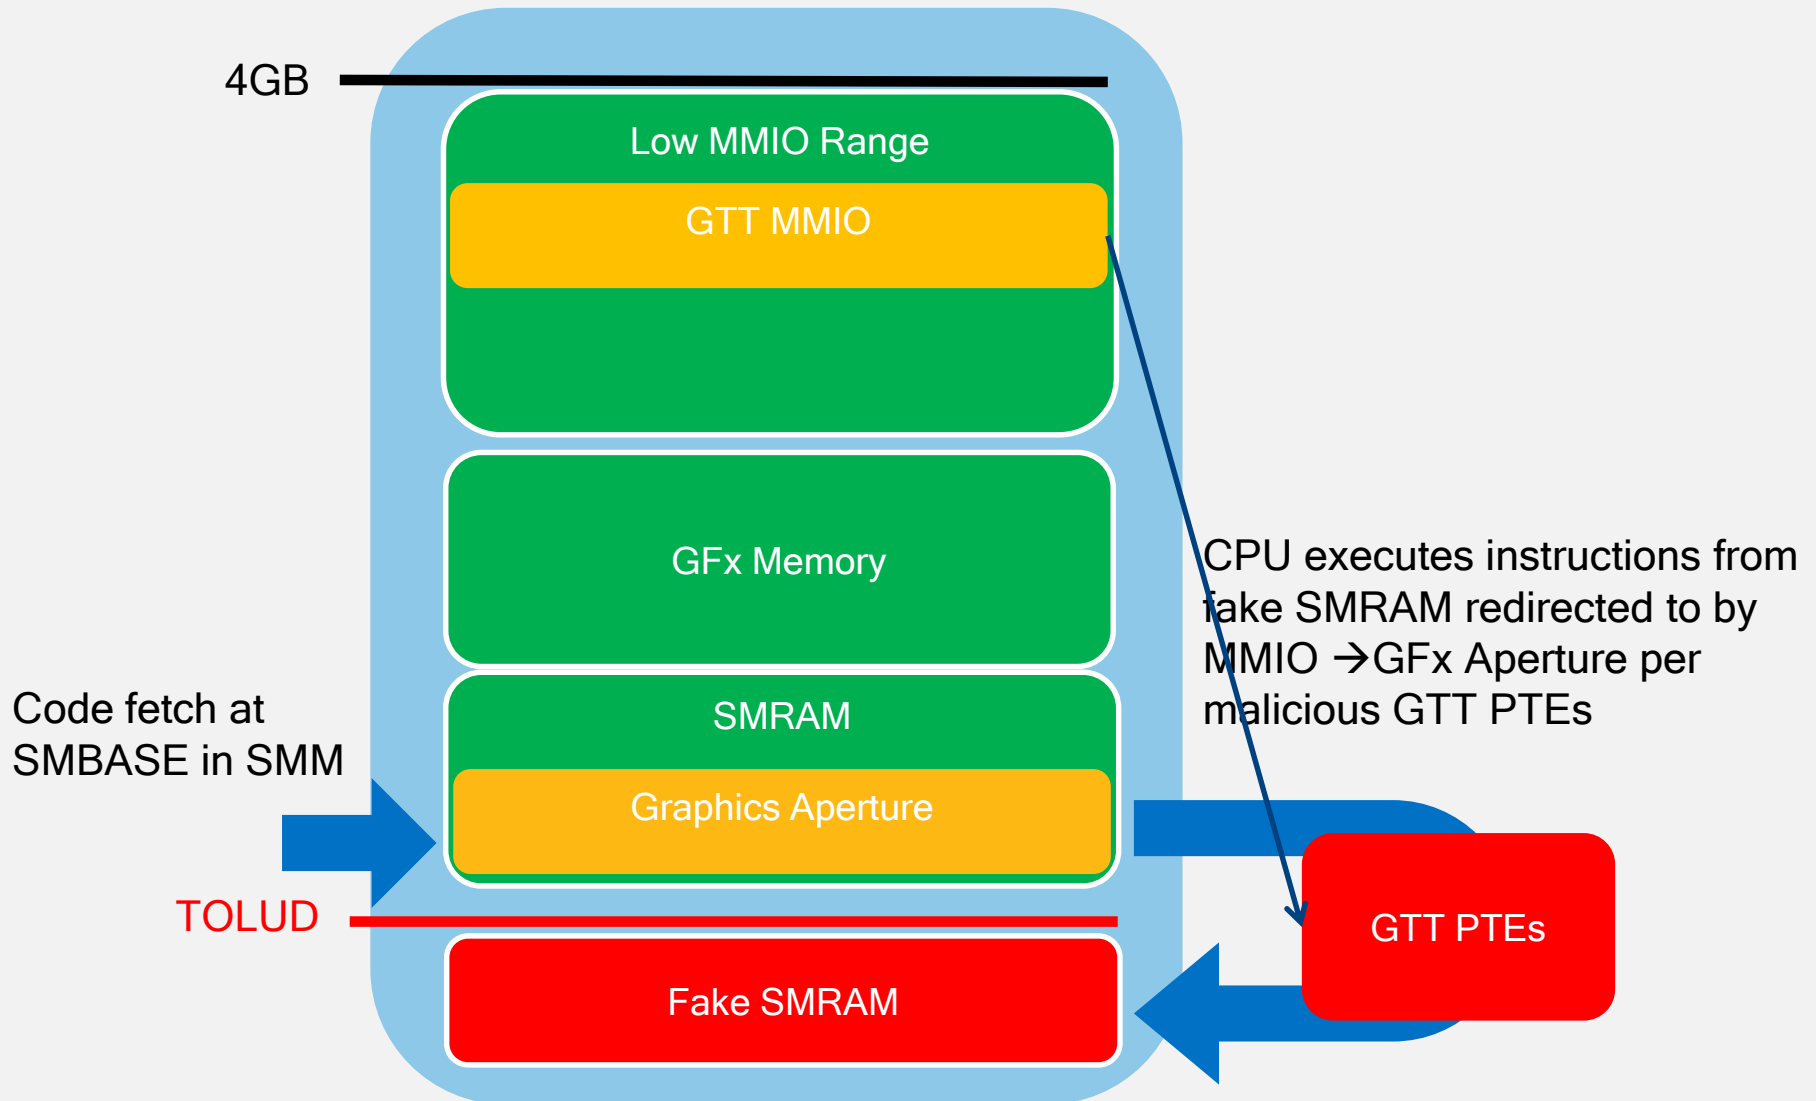 4GB
Low MMIO Range
GTT MMIO
GFx Memory
CPU executes instructions from
fake SMRAM redirected to by
MMIO →GFx Aperture per
malicious GTT PTEs
Code fetch at
SMBASE in SMM
SMRAM
Graphics Aperture
TOLUD
GTT PTEs
Fake SMRAM